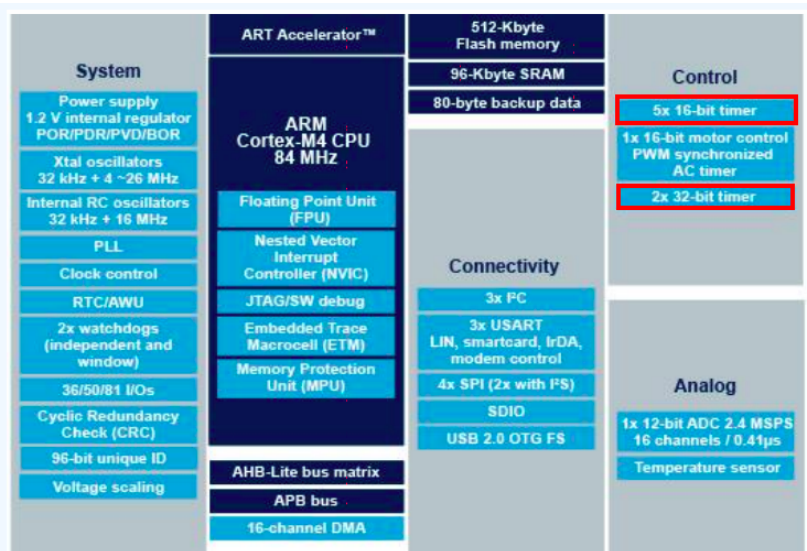 System
Power supply
1.2 V internal regulator
POR/PDR/PVD/BOR
Xtal oscillators
32 kHz + 4 ~26 MHz
Internal RC oscillators
32 kHz + 16 MHz
PLL
Clock control
RTC/AWU
2x watchdogs
(independent and
window)
36/50/81 I/Os
Cyclic Redundancy
Check (CRC)
96-bit unique ID
Voltage scaling
ART Accelerator™
ARM
Cortex-M4 CPU
84 MHz
Floating Point Unit
(FPU)
Nested Vector
Interrupt
Controller (NVIC)
JTAG/SW debug
Embedded Trace
Macrocell (ETM)
Memory Protection
Unit (MPU)
AHB-Lite bus matrix
APB bus
16-channel DMA
512-Kbyte
Flash memory
96-Kbyte SRAM
80-byte backup data
Connectivity
3x I²C
3x USART
LIN, smartcard, IrDA,
modem control
4x SPI (2x with I²S)
SDIO
USB 2.0 OTG FS
Control
5x 16-bit timer
1x 16-bit motor control
PWM synchronized
AC timer
2x 32-bit timer
Analog
1x 12-bit ADC 2.4 MSPS
16 channels / 0.41µs
Temperature sensor